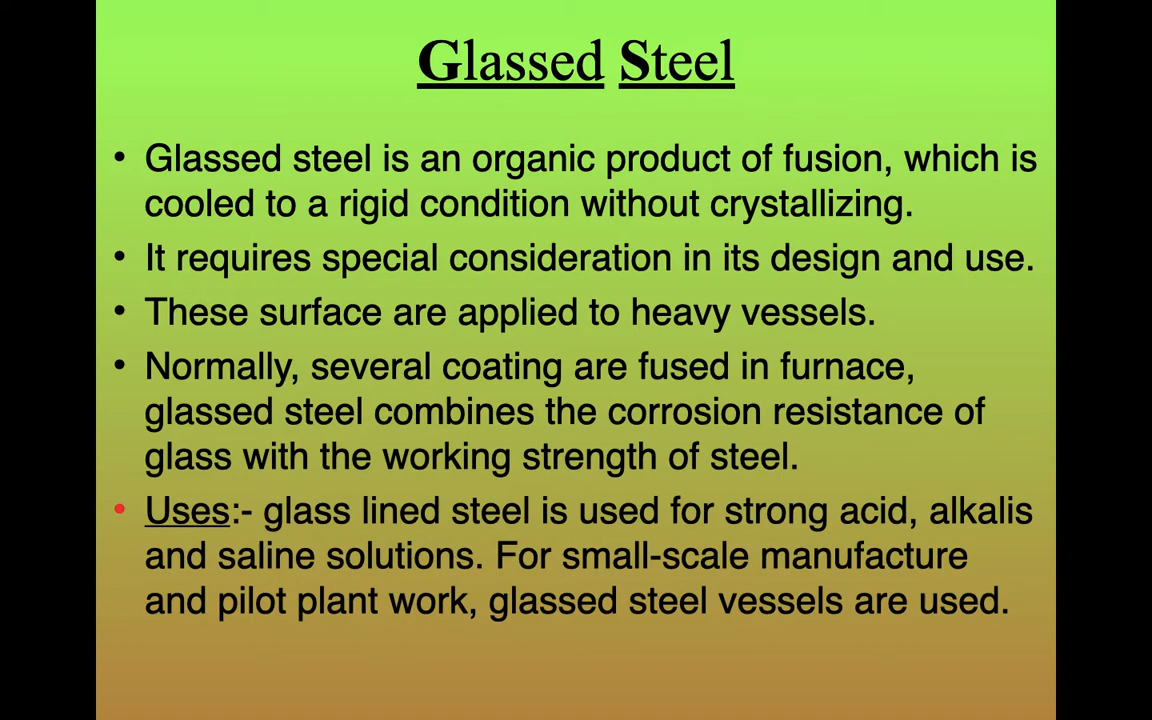 Glassed Steel
• Glassed steel is an organic product of fusion, which is
cooled to a rigid condition without crystallizing.
• It requires special consideration in its design and use.
• These surface are applied to heavy vessels.
• Normally, several coating are fused in furnace,
glassed steel combines the corrosion resistance of
glass with the working strength of steel.
• Uses:- glass lined steel is used for strong acid, alkalis
and saline solutions. For small-scale manufacture
and pilot plant work, glassed steel vessels are used.